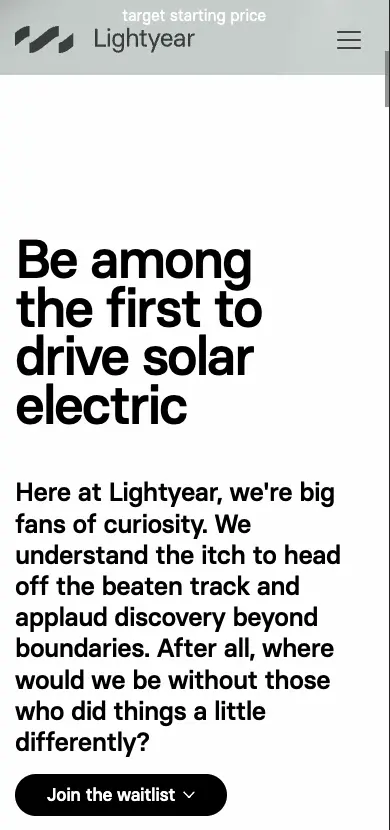 target starting price
Lightyear
Be among
the first to
drive solar
electric
Here at Lightyear, we're big
fans of curiosity. We
understand the itch to head
off the beaten track and
applaud discovery beyond
boundaries. After all, where
would we be without those
who did things a little
differently?
Join the waitlist